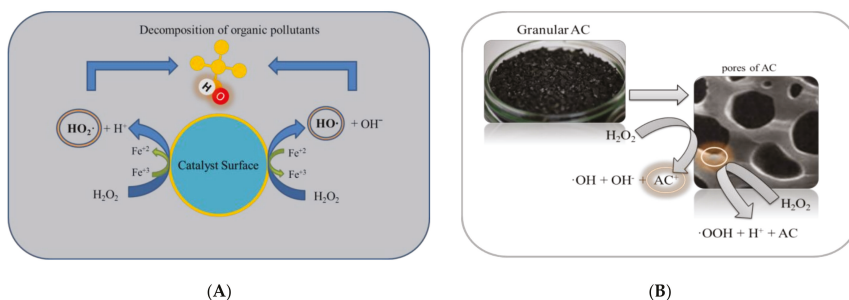 Decomposition of organic pollutants
H
O
HO₂· + H⁺
HO· + OH⁻
Fe⁺²
Fe⁺³
H₂O₂
Catalyst Surface
Fe⁺²
Fe⁺³
H₂O₂
(A)
Granular AC
pores of AC
H₂O₂
·OH + OH⁻ + AC⁺
H₂O₂
·OOH + H⁺ + AC
(B)